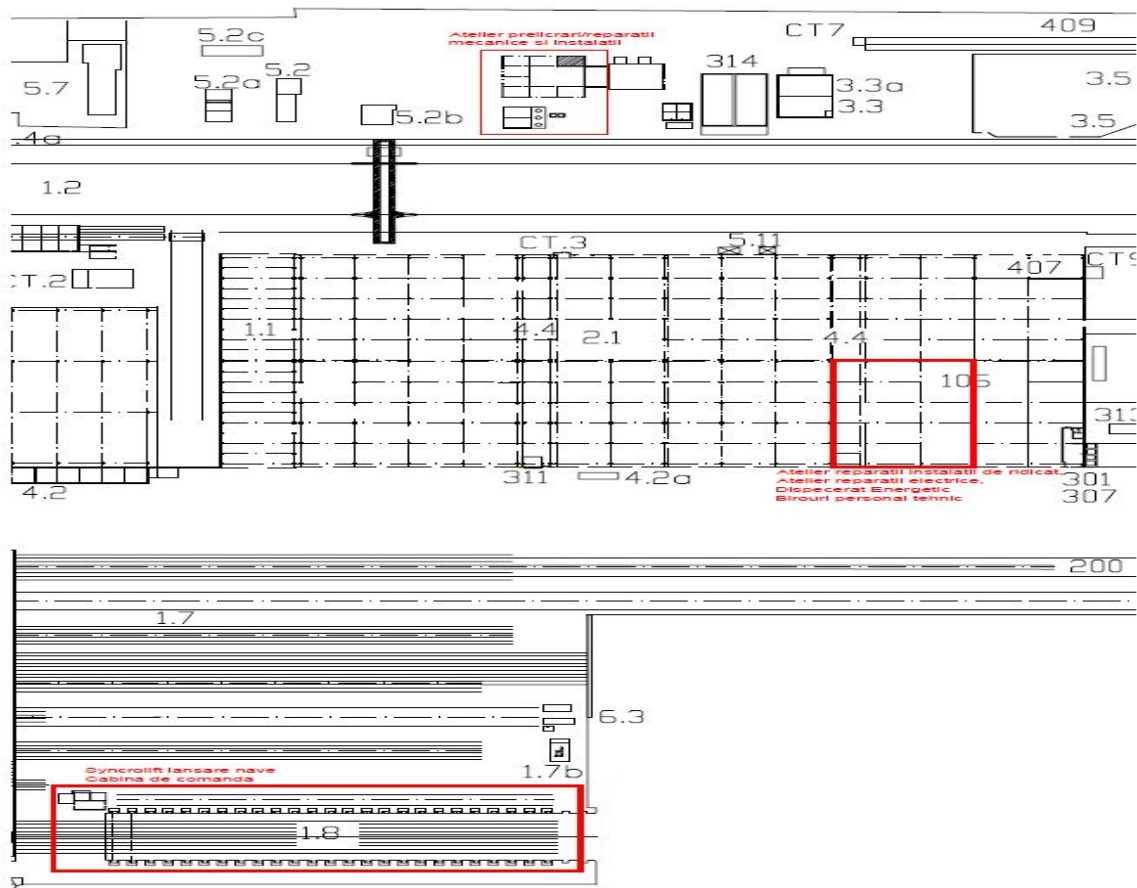 5.2c
Atelier prelicrari/reparatii
mecanice si instalatii
CT7
409
5.7
5.2a
5.2
314
3.3a
3.5
5.2b
3.3
3.5
.4a
1.2
CT.3
5.11
CT9
CT.2
407
1.1
4.4
2.1
4.4
105
313
4.2
311
4.2a
Atelier reparatii instalatii de ridicat,
Atelier reparatii electrice,
Dispecerat Energetic
Birouri personal tehnic
301
307
200
1.7
6.3
1.7b
Syncrolift lansare nave
Cabina de comanda
1.8